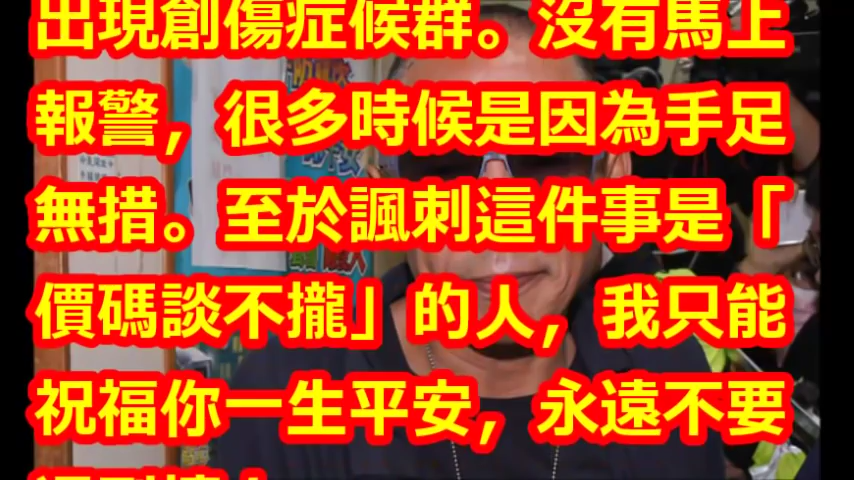 出現創傷症候群。沒有馬上
報警，很多時候是因為手足
無措。至於諷刺這件事是「
價碼談不攏」的人，我只能
祝福你一生平安，永遠不要